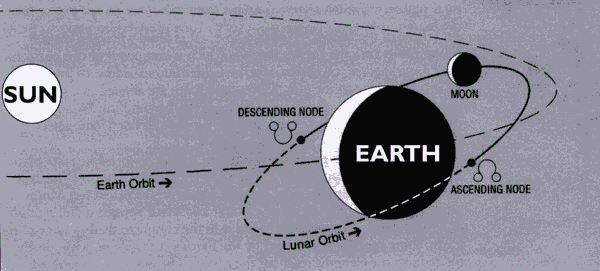 SUN
MOON
DESCENDING NODE
EARTH
ASCENDING NODE
Earth Orbit →
Lunar Orbit →